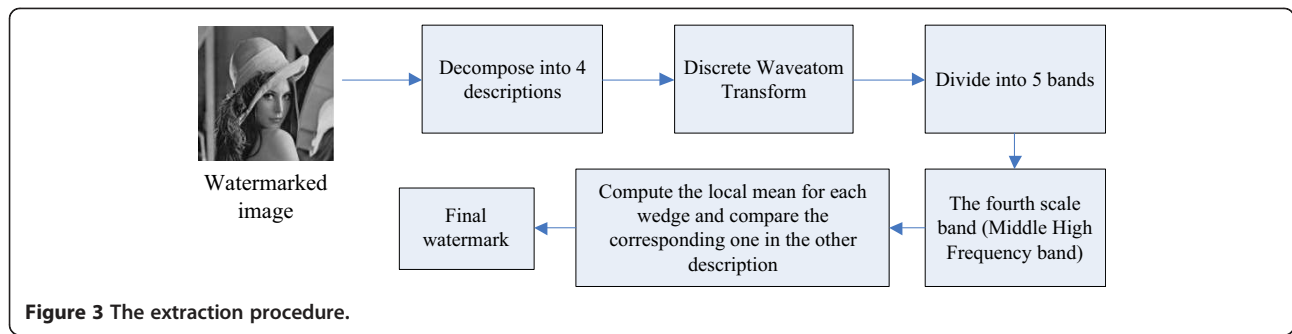 Watermarked
image
Decompose into 4
descriptions
Discrete Waveatom
Transform
Divide into 5 bands
The fourth scale
band (Middle High
Frequency band)
Compute the local mean for each
wedge and compare the
corresponding one in the other
description
Final
watermark
Figure 3 The extraction procedure.